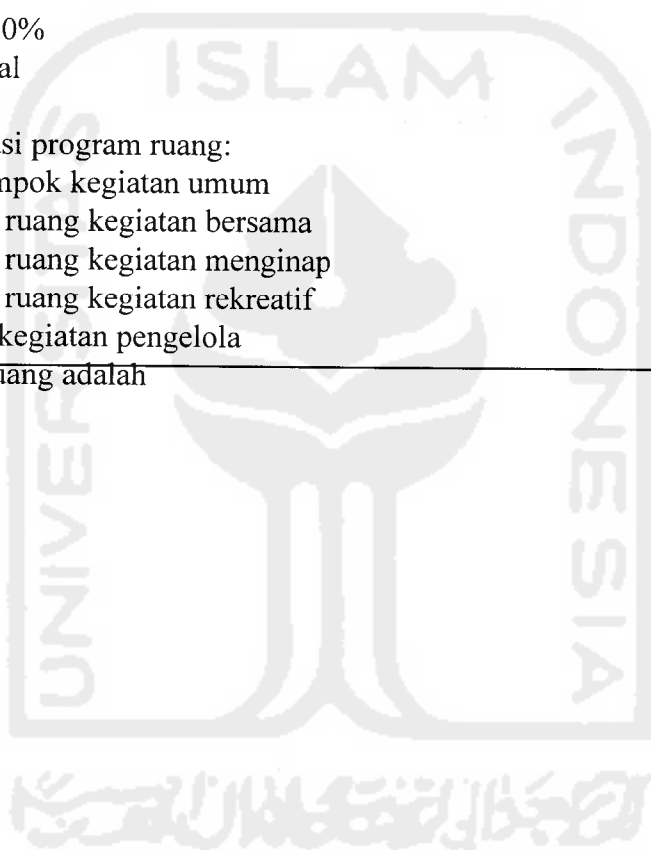 0%
al
si program ruang:
mpok kegiatan umum
ruang kegiatan bersama
ruang kegiatan menginap
ruang kegiatan rekreatif
kegiatan pengelola
uang adalah
ISLAM
UNIVERSITAS
INDONESIA